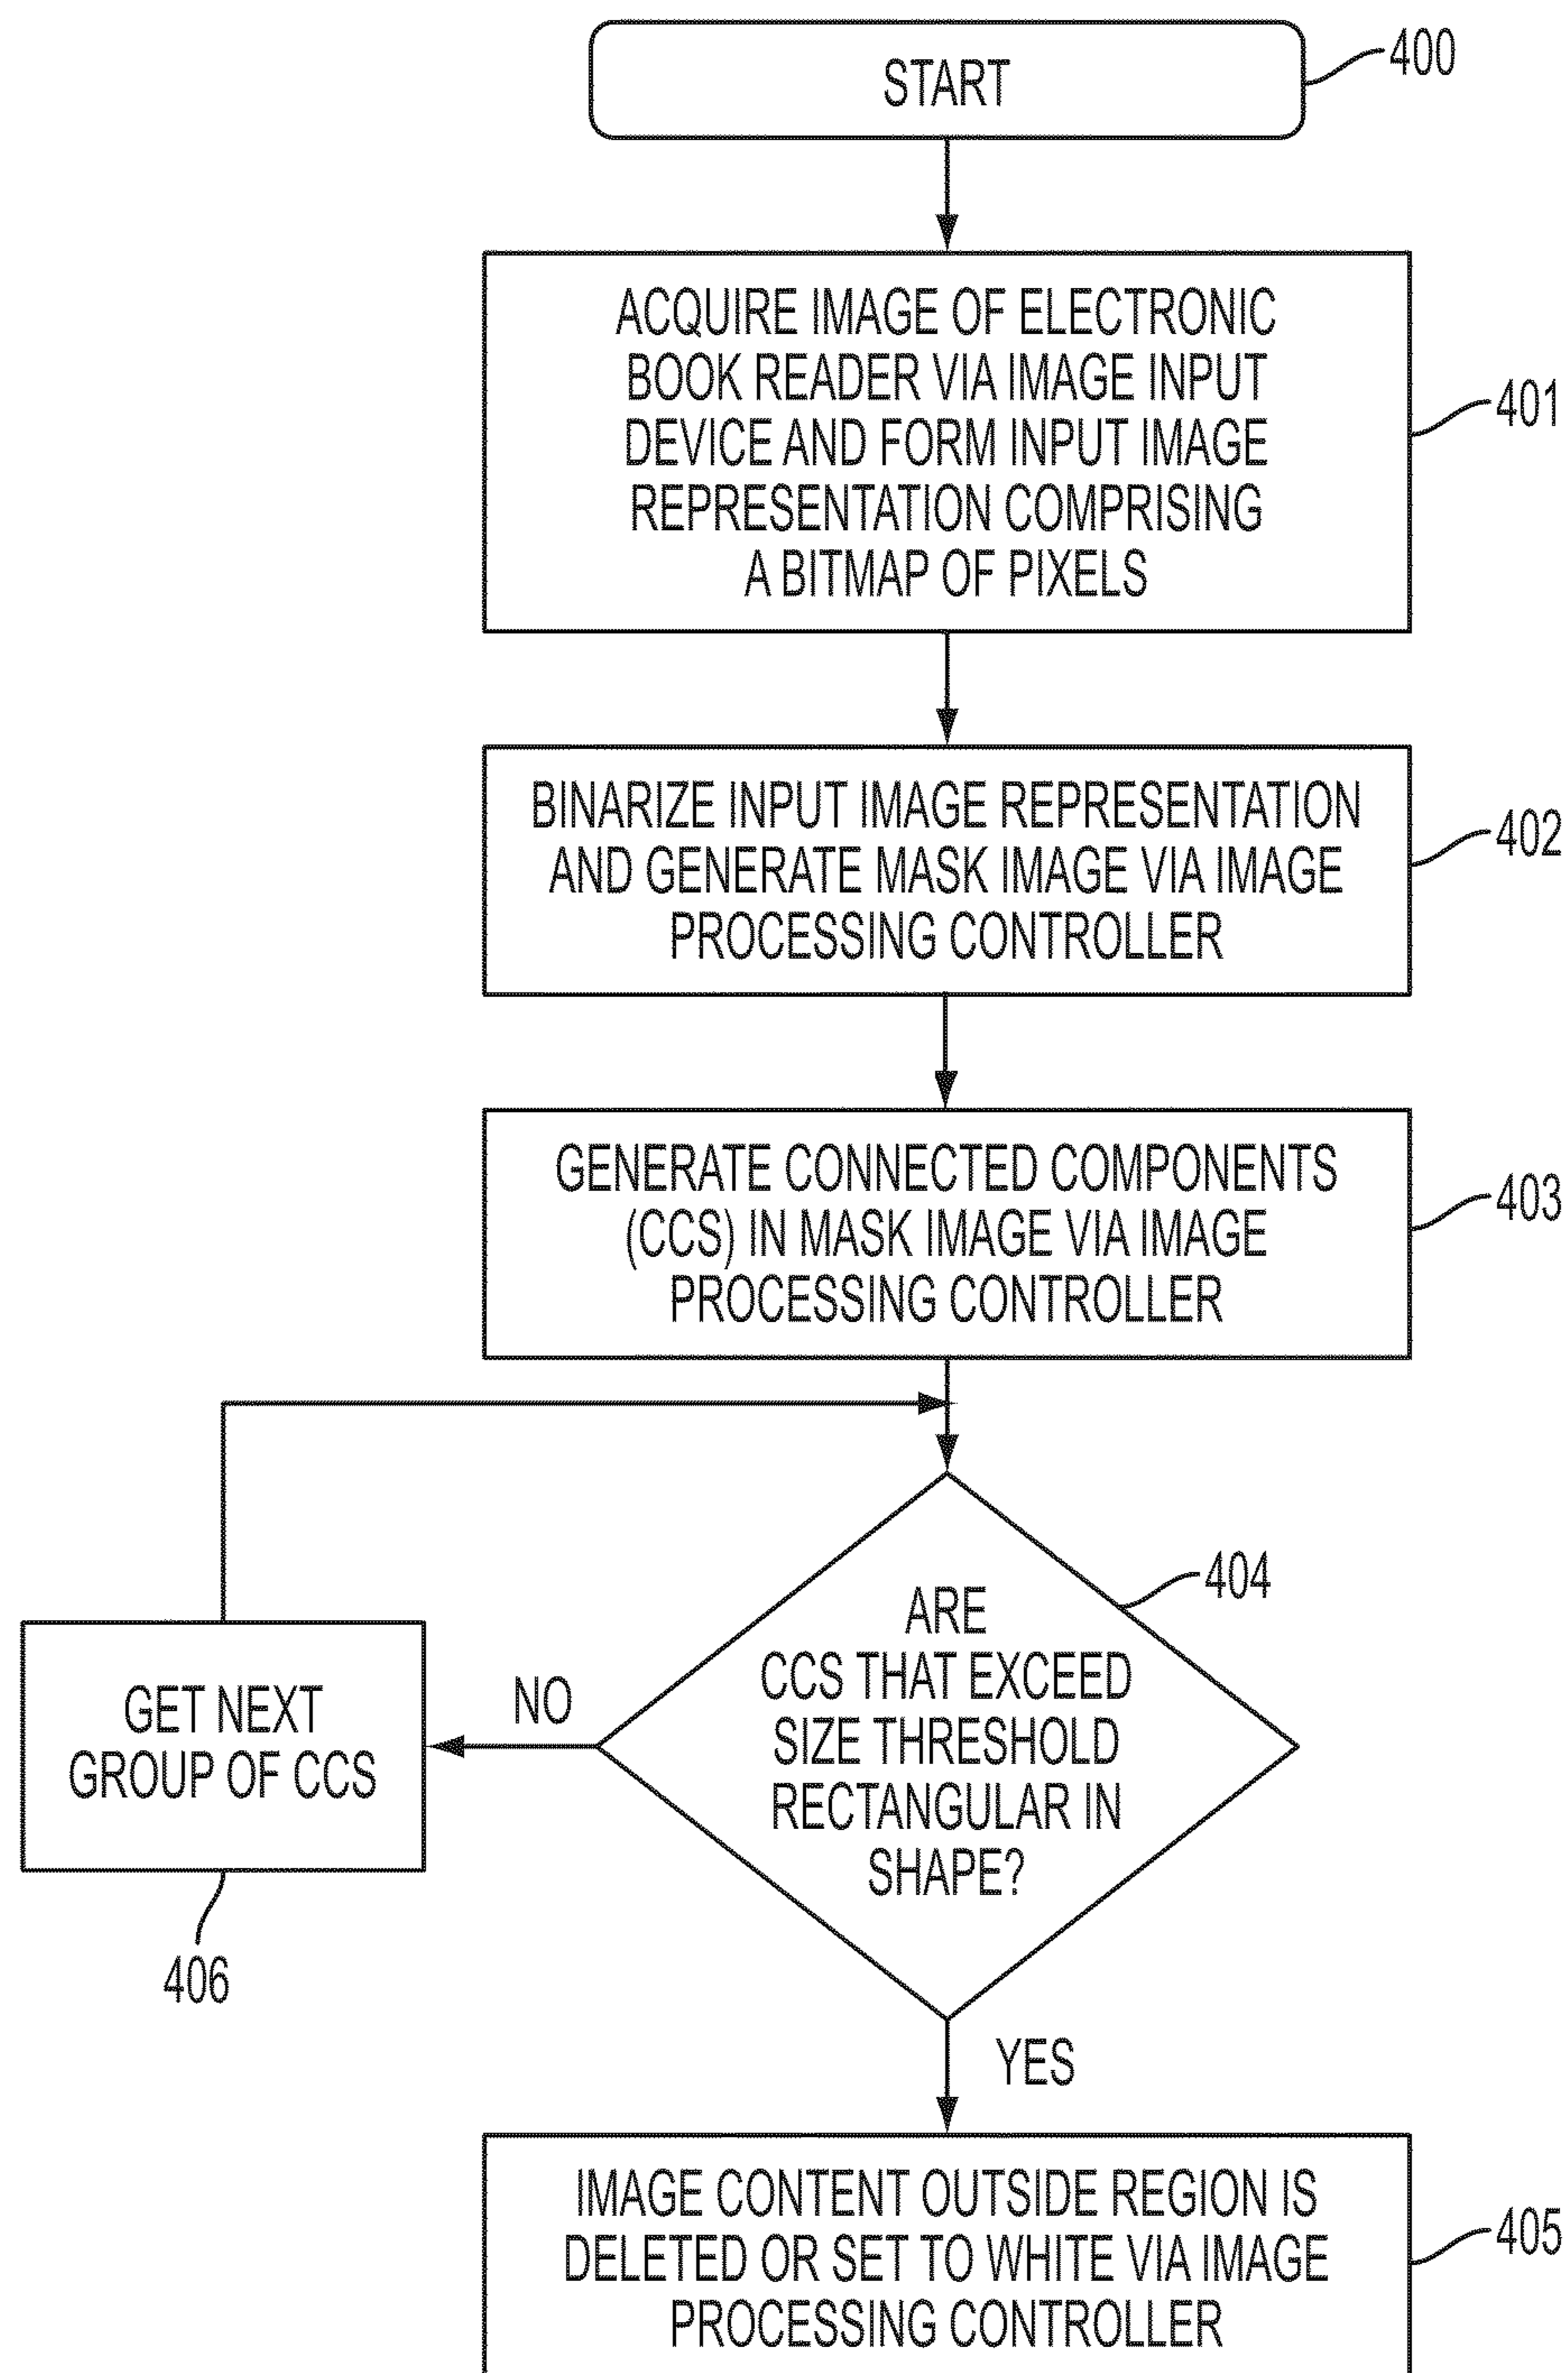 START
400
ACQUIRE IMAGE OF ELECTRONIC
BOOK READER VIA IMAGE INPUT
DEVICE AND FORM INPUT IMAGE
REPRESENTATION COMPRISING
A BITMAP OF PIXELS
401
BINARIZE INPUT IMAGE REPRESENTATION
AND GENERATE MASK IMAGE VIA IMAGE
PROCESSING CONTROLLER
402
GENERATE CONNECTED COMPONENTS
(CCS) IN MASK IMAGE VIA IMAGE
PROCESSING CONTROLLER
403
ARE
CCS THAT EXCEED
SIZE THRESHOLD
RECTANGULAR IN
SHAPE?
404
NO
GET NEXT
GROUP OF CCS
406
YES
IMAGE CONTENT OUTSIDE REGION IS
DELETED OR SET TO WHITE VIA IMAGE
PROCESSING CONTROLLER
405